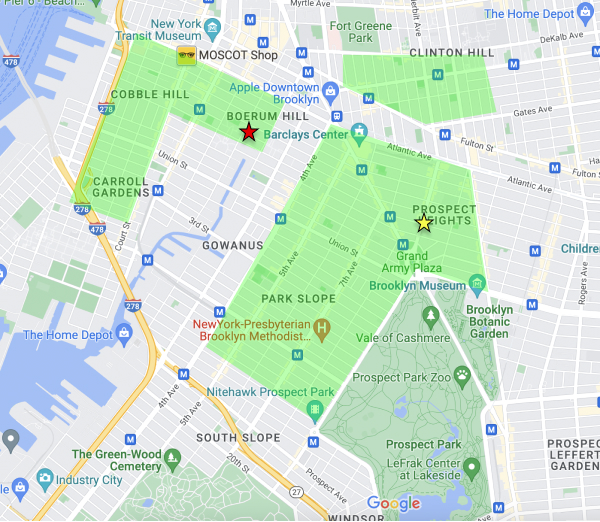 Pier 6 - Beach...
New York
Transit Museum
Myrtle Ave
Fort Greene
Park
The Home Depot
MOSCOT Shop
CLINTON HILL
DeKalb Ave
478
278
Apple Downtown
Brooklyn
COBBLE HILL
BOERUM HILL
Gates Ave
Barclays Center
Fulton St
Atlantic Ave
Fulton St
Atlantic Ave
Union St
4th Ave
CARROLL
GARDENS
278
478
PROSPECT
HEIGHTS
Court St
3rd St
GOWANUS
Union St
Grand
Army Plaza
Children
5th Ave
7th Ave
Brooklyn Museum
Rogers Ave
PARK SLOPE
278
Brooklyn
Botanic
Garden
The Home Depot
NewYork-Presbyterian
Brooklyn Methodist...
Vale of Cashmere
Prospect Park Zoo
4th Ave
5th Ave
Nitehawk Prospect Park
SOUTH SLOPE
Prospect Park
PROSPEC
LEFFERT
GARDEN
The Green-Wood
Cemetery
20th St
LeFrak Center
at Lakeside
Industry City
Prospect Ave
27
Google
WINDSOR